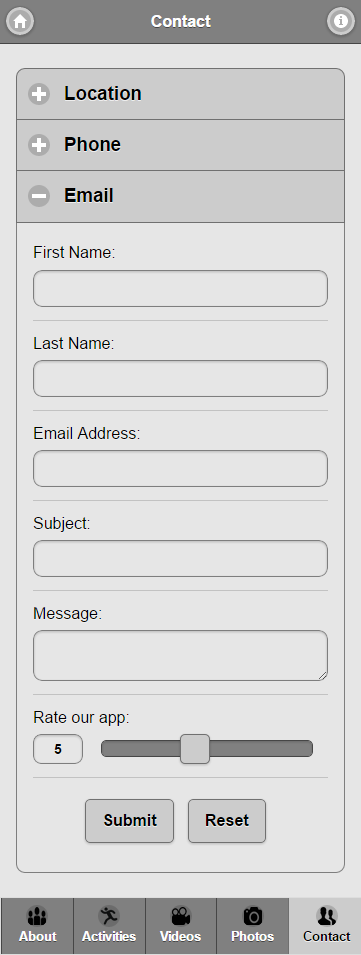 Contact
Location
Phone
Email
First Name:
Last Name:
Email Address:
Subject:
Message:
Rate our app:
5
Submit Reset
About Activities Videos Photos Contact